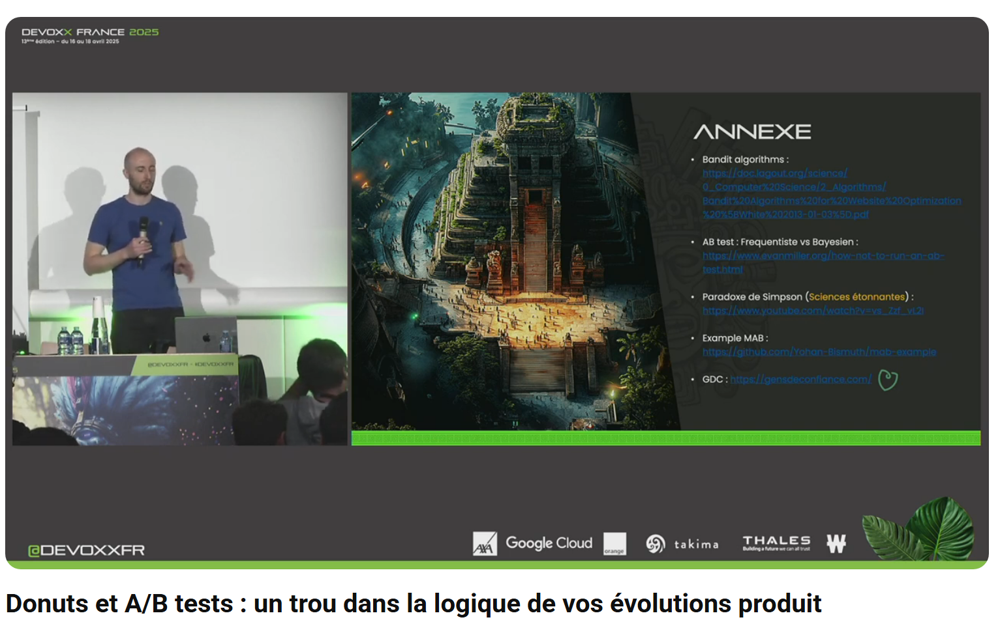 DEVOXX FRANCE 2025
13ème édition – du 16 au 18 avril 2025
ANNEXE
• Bandit algorithms :
https://doc.lagout.org/science/
0_Computer%20Science/2_Algorithms/
Bandit%20Algorithms%20for%20Website%20Optimization
%20%5BWhite%202013-01-03%5D.pdf
• AB test : Frequentiste vs Bayesien :
https://www.evanmiller.org/how-not-to-run-an-ab-
test.html
• Paradoxe de Simpson (Sciences étonnantes) :
https://www.youtube.com/watch?v=vs_Zzf_vL2I
• Example MAB :
https://github.com/Yohan-Bismuth/mab-example
• GDC : https://gensdeconfiance.com/
@DEVOXXFR - #DEVOXXFR
@DEVOXXFR
AXA
Google Cloud
orange
takima
THALES
Building a future we can all trust
W
Donuts et A/B tests : un trou dans la logique de vos évolutions produit